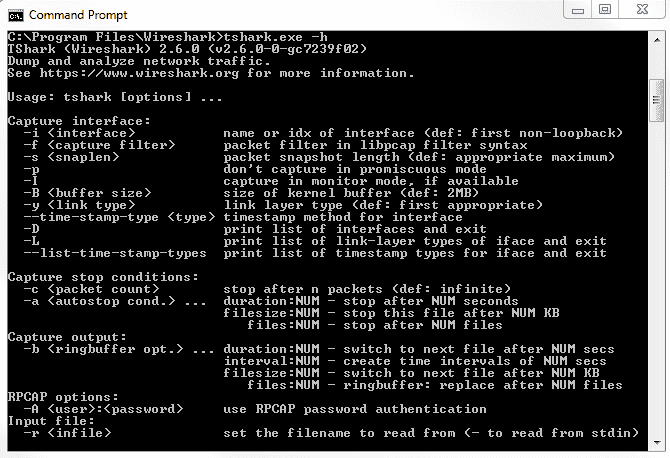 Command Prompt
C:\Program Files\Wireshark>tshark.exe -h
TShark (Wireshark) 2.6.0 (v2.6.0-0-gc7239f02)
Dump and analyze network traffic.
See https://www.wireshark.org for more information.
Usage: tshark [options] ...
Capture interface:
-i <interface> name or idx of interface (def: first non-loopback)
-f <capture filter> packet filter in libpcap filter syntax
-s <snaplen> packet snapshot length (def: appropriate maximum)
-p don't capture in promiscuous mode
-I capture in monitor mode, if available
-B <buffer size> size of kernel buffer (def: 2MB)
-y <link type> link layer type (def: first appropriate)
--time-stamp-type <type> timestamp method for interface
-D print list of interfaces and exit
-L print list of link-layer types of iface and exit
--list-time-stamp-types print list of timestamp types for iface and exit
Capture stop conditions:
-c <packet count> stop after n packets (def: infinite)
-a <autostop cond.> ... duration:NUM - stop after NUM seconds
filesize:NUM - stop this file after NUM KB
files:NUM - stop after NUM files
Capture output:
-b <ringbuffer opt.> ... duration:NUM - switch to next file after NUM secs
interval:NUM - create time intervals of NUM secs
filesize:NUM - switch to next file after NUM KB
files:NUM - ringbuffer: replace after NUM files
RPCAP options:
-A <user>:<password> use RPCAP password authentication
Input file:
-r <infile> set the filename to read from (- to read from stdin)